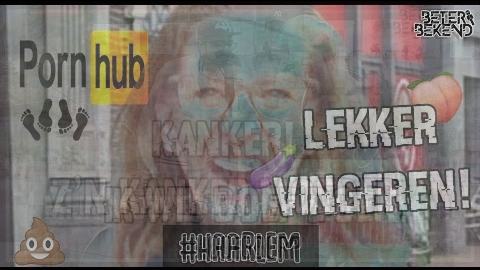 BETER
BEKEND
Porn hub
LEKKER
KANKER!
VINGEREN!
#HAARLEM